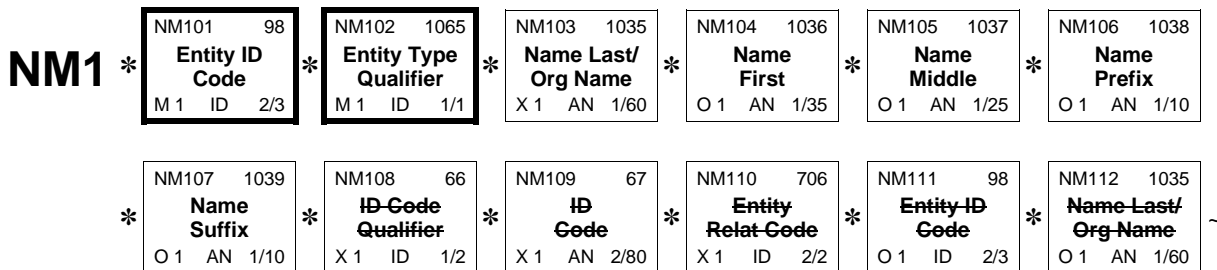 NM101 98 NM102 1065 NM103 1035 NM104 1036 NM105 1037 NM106 1038
NM1 * Entity ID * Entity Type * Name Last/ * Name * Name * Name
Code Qualifier Org Name First Middle Prefix
M 1 ID 2/3 M 1 ID 1/1 X 1 AN 1/60 O 1 AN 1/35 O 1 AN 1/25 O 1 AN 1/10
NM107 1039 NM108 66 NM109 67 NM110 706 NM111 98 NM112 1035
* Name * ID Code * ID * Entity * Entity ID * Name Last/ ~
Suffix Qualifier Code Relat Code Code Org Name
O 1 AN 1/10 X 1 ID 1/2 X 1 AN 2/80 X 1 ID 2/2 O 1 ID 2/3 O 1 AN 1/60